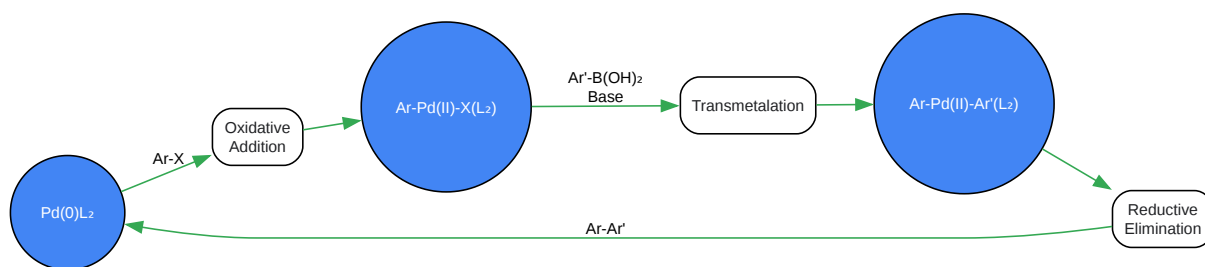 Pd(0)L₂
Ar-X
Oxidative
Addition
Ar-Pd(II)-X(L₂)
Ar'-B(OH)₂
Base
Transmetalation
Ar-Pd(II)-Ar'(L₂)
Reductive
Elimination
Ar-Ar'